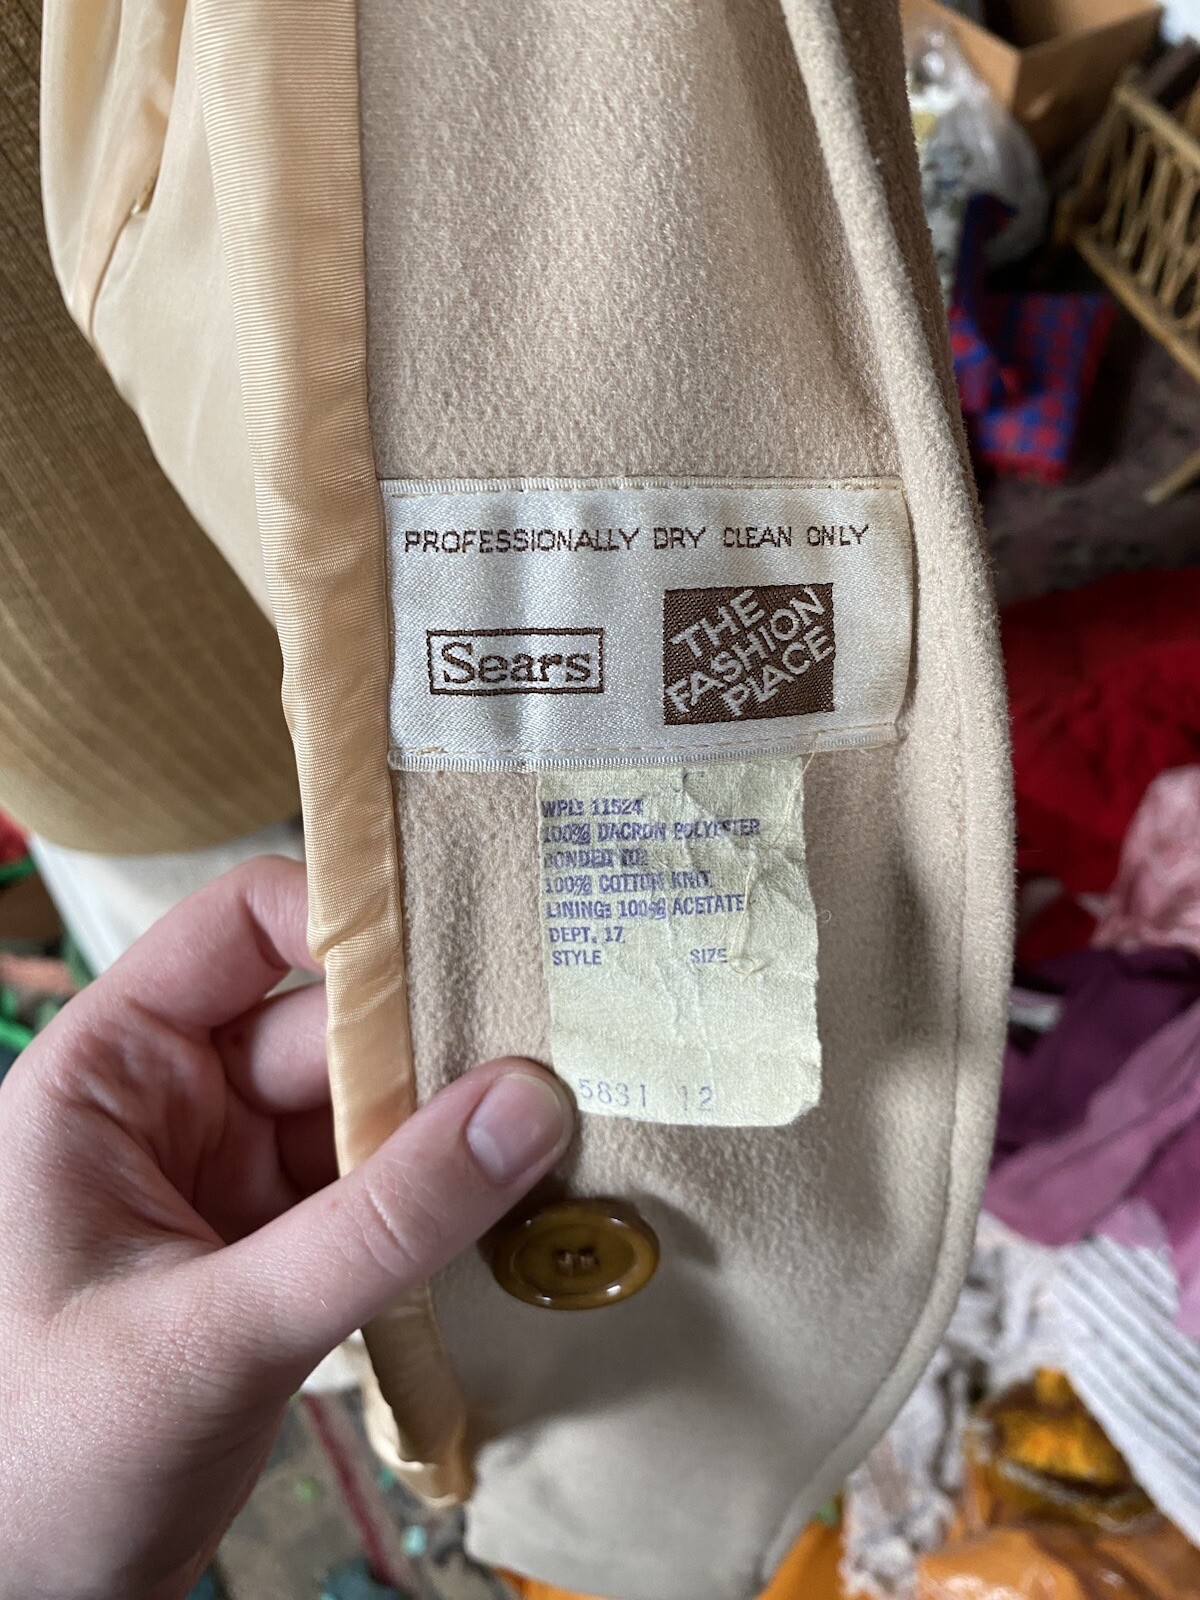 PROFESSIONALLY DRY CLEAN ONLY
Sears
THE
FASHION
PLACE
WPL: 11524
100% DACRON POLYESTER
BONDED TO:
100% COTTON KNIT
LINING: 100% ACETATE
DEPT. 17
STYLE SIZE
5831 12